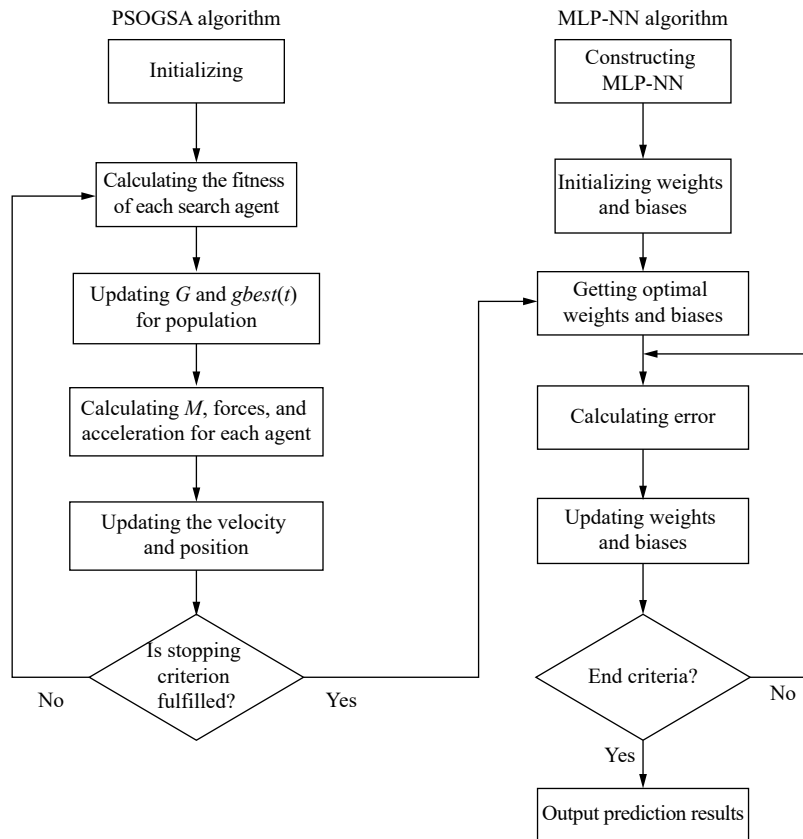 PSOGSA algorithm
Initializing
Calculating the fitness
of each search agent
Updating G and gbest(t)
for population
Calculating M, forces, and
acceleration for each agent
Updating the velocity
and position
Is stopping
criterion
fulfilled?
No
Yes
MLP-NN algorithm
Constructing
MLP-NN
Initializing weights
and biases
Getting optimal
weights and biases
Calculating error
Updating weights
and biases
End criteria?
No
Yes
Output prediction results